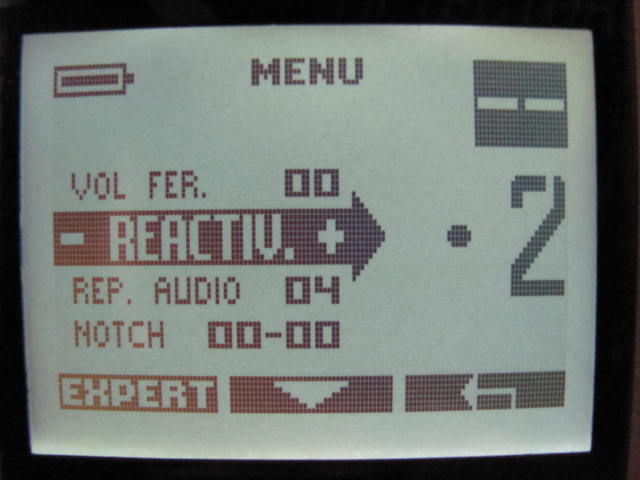 MENU
--
VOL FER. 00
- REACTIV. + • 2
REP. AUDIO 04
NOTCH 00-00
EXPERT